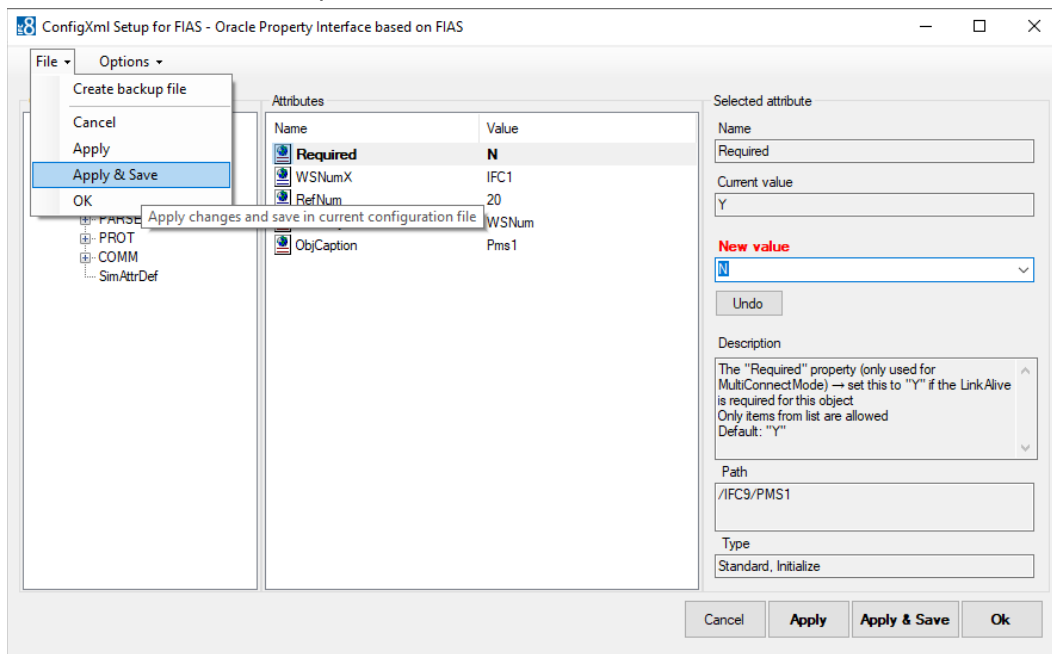 ConfigXml Setup for FIAS - Oracle Property Interface based on FIAS
File Options
Create backup file
Cancel
Apply
Apply & Save
OK
Apply changes and save in current configuration file
PARSE
PROT
COMM
SimAttrDef
Attributes
Name Value
Required N
WSNumX IFC1
RefNum 20
WSNum
ObjCaption Pms1
Selected attribute
Name
Required
Current value
Y
New value
N
Undo
Description
The "Required" property (only used for
MultiConnectMode) → set this to "Y" if the LinkAlive
is required for this object
Only items from list are allowed
Default: "Y"
Path
/IFC9/PMS1
Type
Standard, Initialize
Cancel Apply Apply & Save Ok